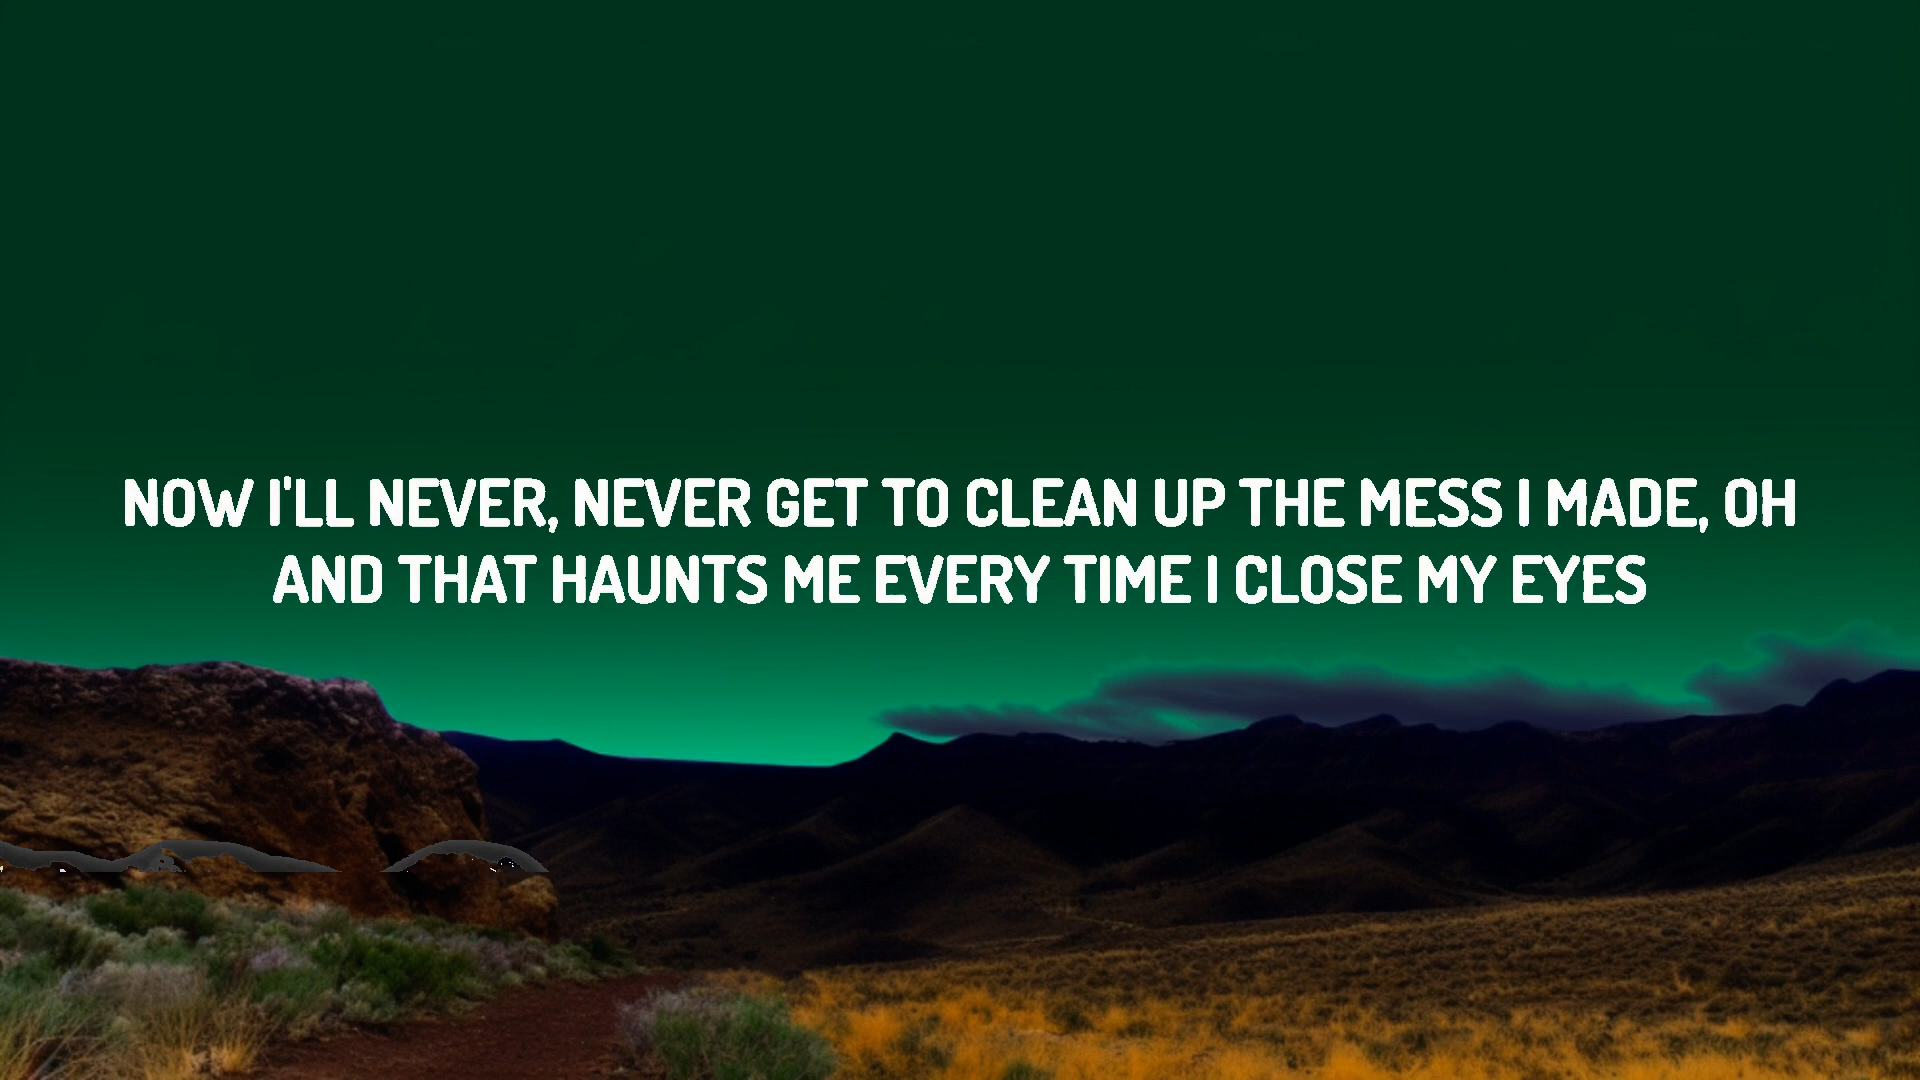 NOW I'LL NEVER, NEVER GET TO CLEAN UP THE MESS I MADE, OH
AND THAT HAUNTS ME EVERY TIME I CLOSE MY EYES